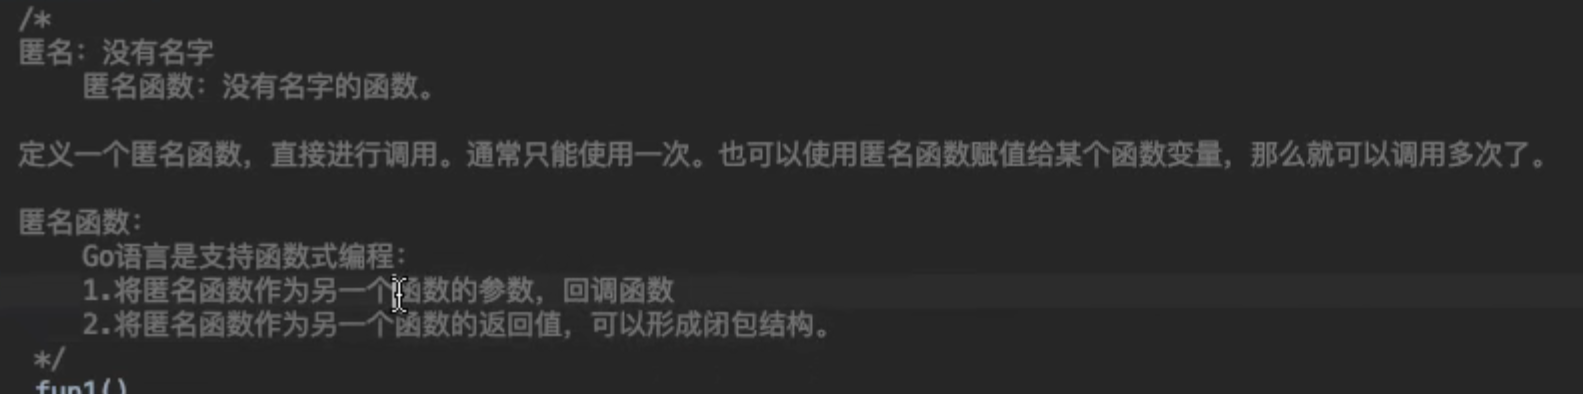 /*
匿名：没有名字
匿名函数：没有名字的函数。
定义一个匿名函数，直接进行调用。通常只能使用一次。也可以使用匿名函数赋值给某个函数变量，那么就可以调用多次了。
匿名函数：
Go语言是支持函数式编程：
1.将匿名函数作为另一个函数的参数，回调函数
2.将匿名函数作为另一个函数的返回值，可以形成闭包结构。
*/
fun1()